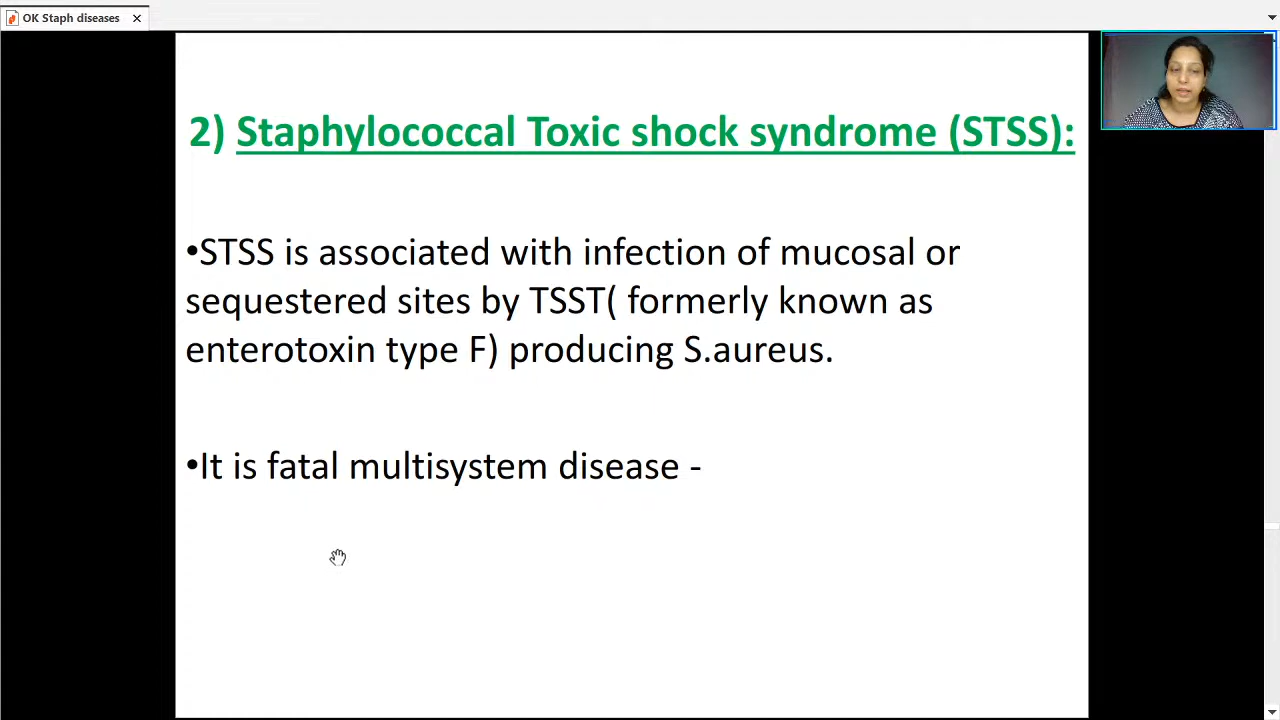 OK Staph diseases
2) Staphylococcal Toxic shock syndrome (STSS):
•STSS is associated with infection of mucosal or
sequestered sites by TSST( formerly known as
enterotoxin type F) producing S.aureus.
•It is fatal multisystem disease -